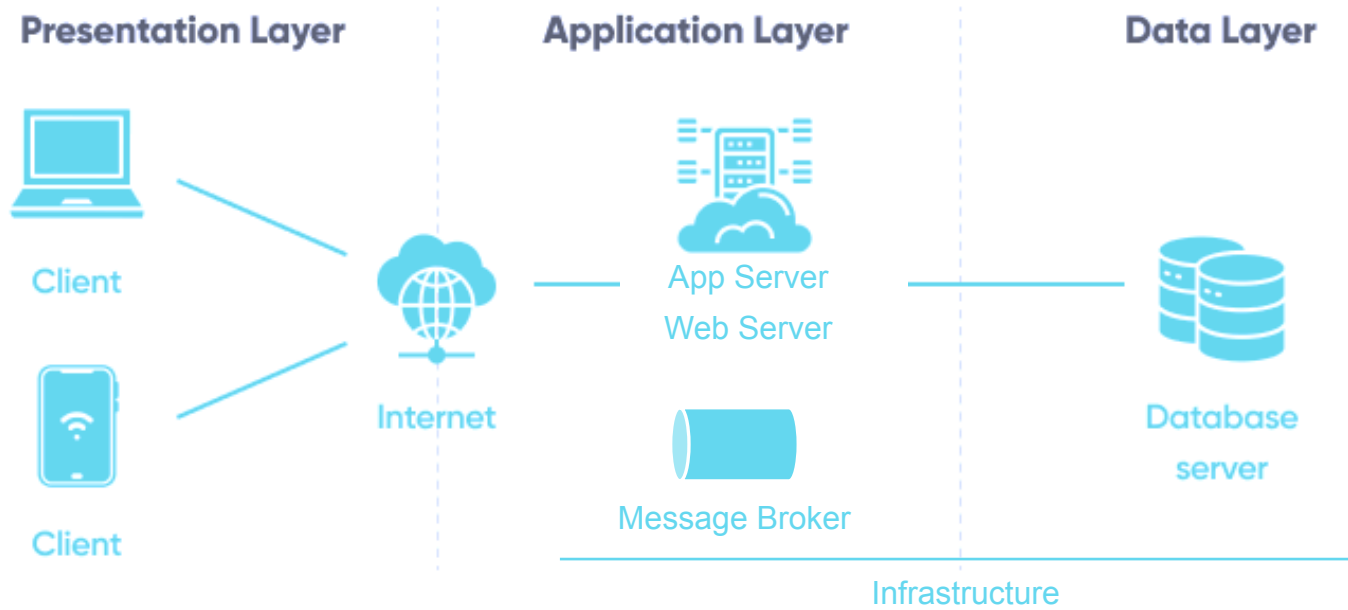 Presentation Layer
Application Layer
Data Layer
Client
Client
Internet
App Server
Web Server
Message Broker
Database
server
Infrastructure